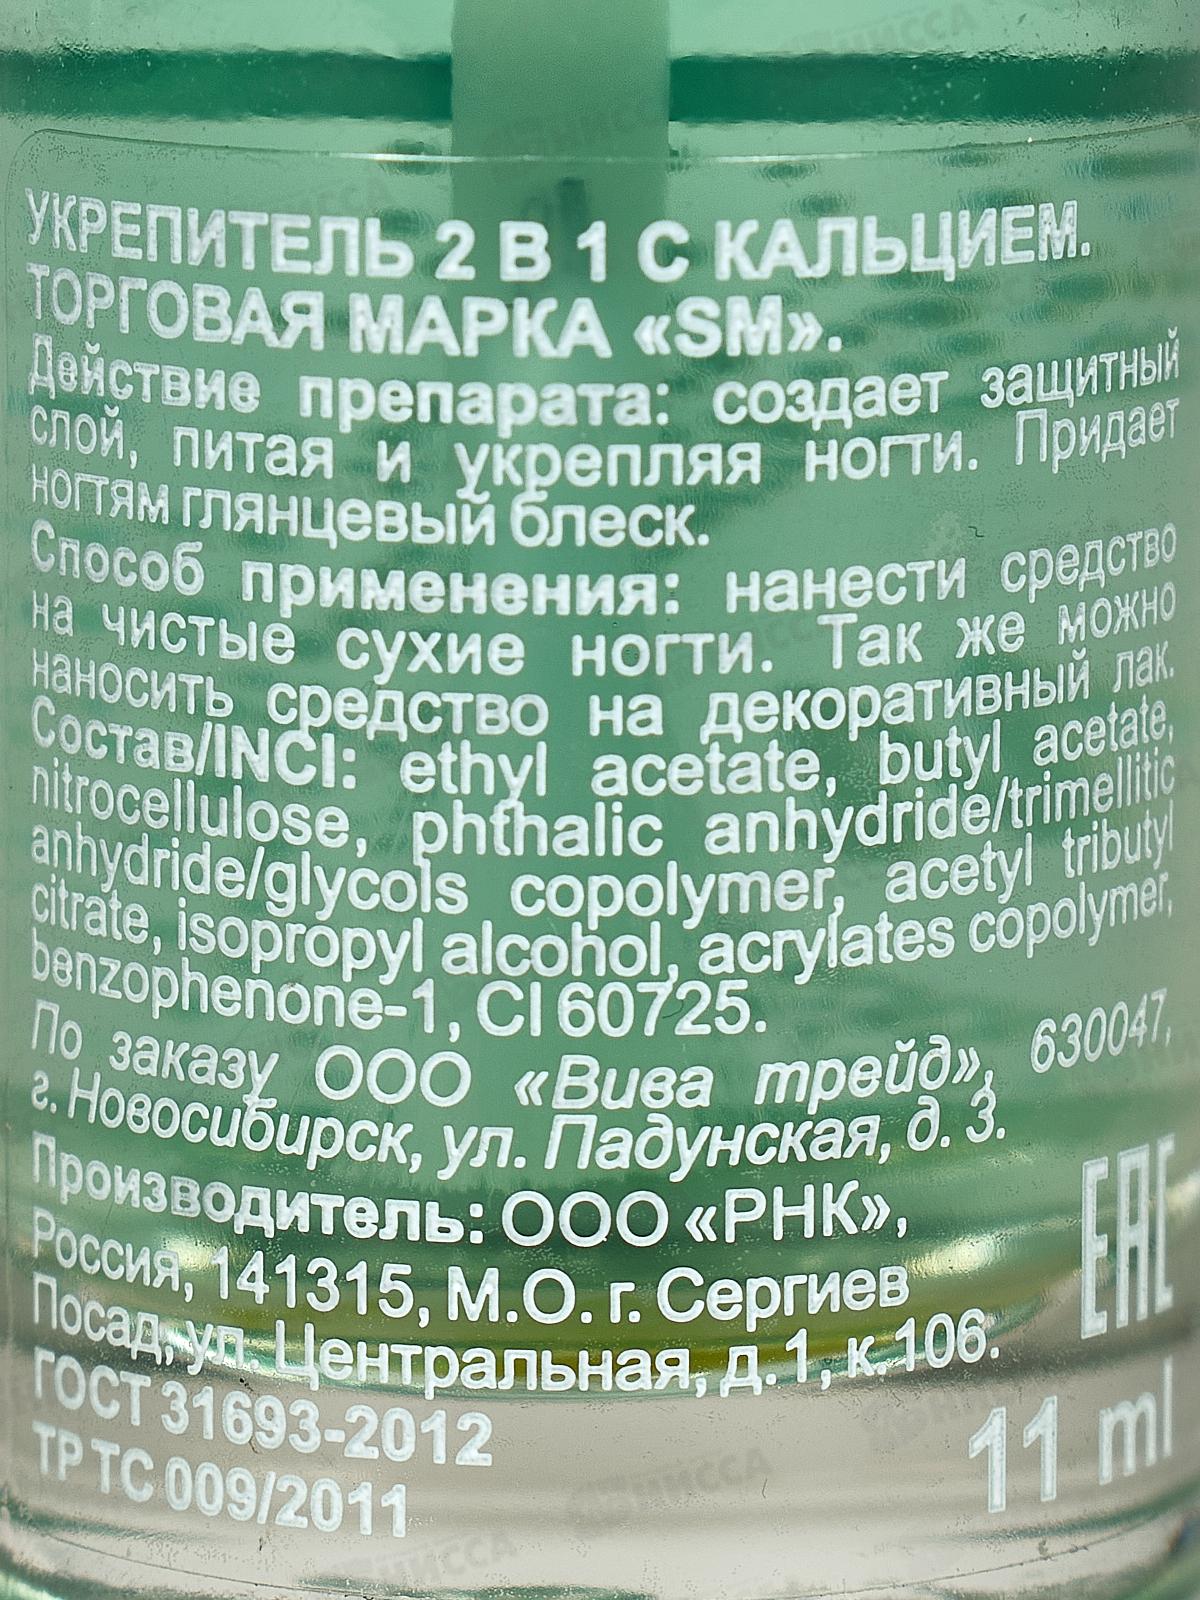 УКРЕПИТЕЛЬ 2 В 1 С КАЛЬЦИЕМ.
ТОРГОВАЯ МАРКА «SM».
Действие препарата: создает защитный
слой, питая и укрепляя ногти. Придает
ногтям глянцевый блеск.
Способ применения: нанести средство
на чистые сухие ногти. Так же можно
наносить средство на декоративный лак.
Состав/INCI: ethyl acetate, butyl acetate,
nitrocellulose, phthalic anhydride/trimellitic
anhydride/glycols copolymer, acetyl tributyl
citrate, isopropyl alcohol, acrylates copolymer,
benzophenone-1, CI 60725.
По заказу ООО «Вива трейд», 630047,
г. Новосибирск, ул. Падунская, д. 3.
Производитель: ООО «РНК»,
Россия, 141315, М.О. г. Сергиев
Посад, ул. Центральная, д. 1, к. 106.
ГОСТ 31693-2012
ТР ТС 009/2011
EAC
11 ml